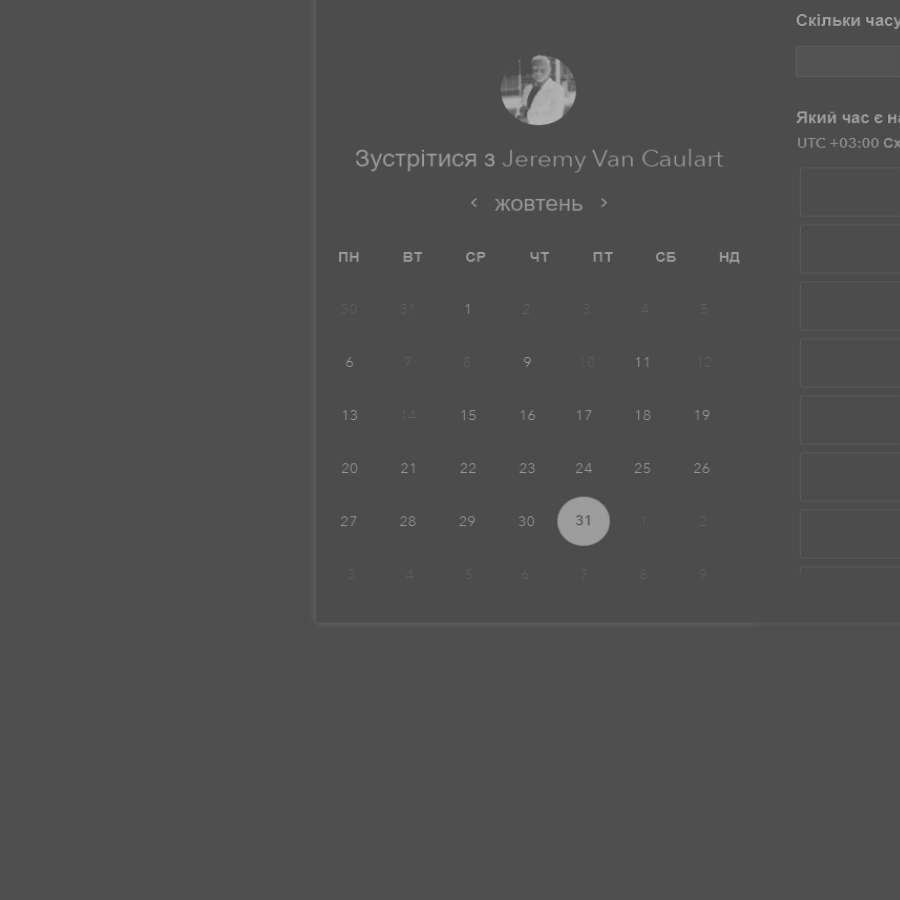 Скільки часу
Який час є на
UTC +03:00 Сх
Зустрітися з Jeremy Van Caulart
‹ жовтень ›
ПН ВТ СР ЧТ ПТ СБ НД
30 31 1 2 3 4 5
6 7 8 9 10 11 12
13 14 15 16 17 18 19
20 21 22 23 24 25 26
27 28 29 30 31 1 2
3 4 5 6 7 8 9